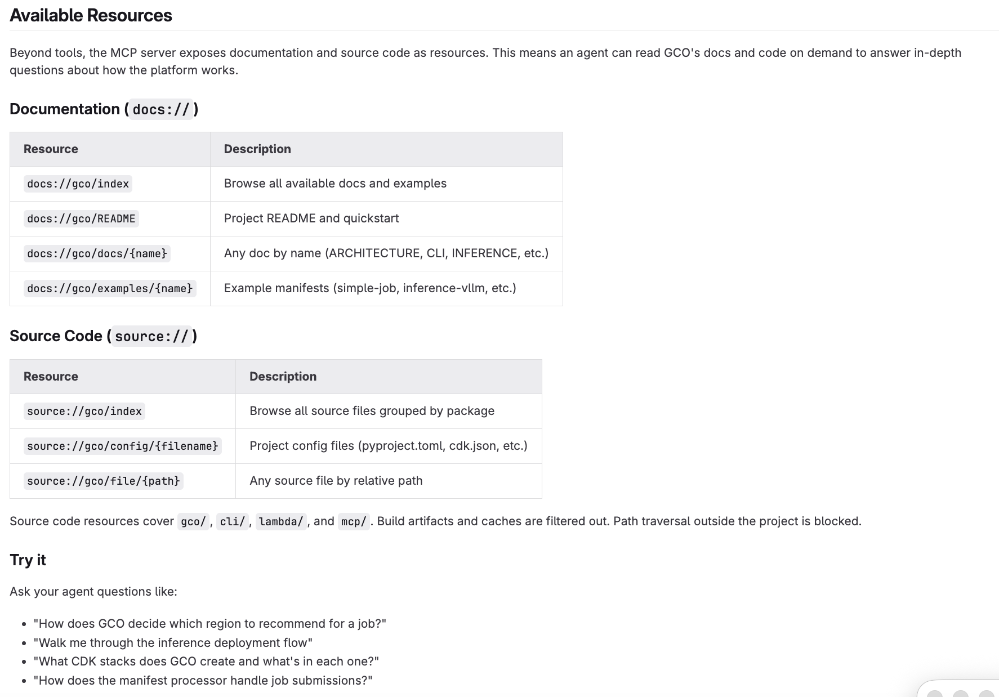 Available Resources
Beyond tools, the MCP server exposes documentation and source code as resources. This means an agent can read GCO's docs and code on demand to answer in-depth
questions about how the platform works.
Documentation (docs://)
Resource Description
docs://gco/index Browse all available docs and examples
docs://gco/README Project README and quickstart
docs://gco/docs/{name} Any doc by name (ARCHITECTURE, CLI, INFERENCE, etc.)
docs://gco/examples/{name} Example manifests (simple-job, inference-vllm, etc.)
Source Code (source://)
Resource Description
source://gco/index Browse all source files grouped by package
source://gco/config/{filename} Project config files (pyproject.toml, cdk.json, etc.)
source://gco/file/{path} Any source file by relative path
Source code resources cover gco/, cli/, lambda/, and mcp/. Build artifacts and caches are filtered out. Path traversal outside the project is blocked.
Try it
Ask your agent questions like:
• "How does GCO decide which region to recommend for a job?"
• "Walk me through the inference deployment flow"
• "What CDK stacks does GCO create and what's in each one?"
• "How does the manifest processor handle job submissions?"